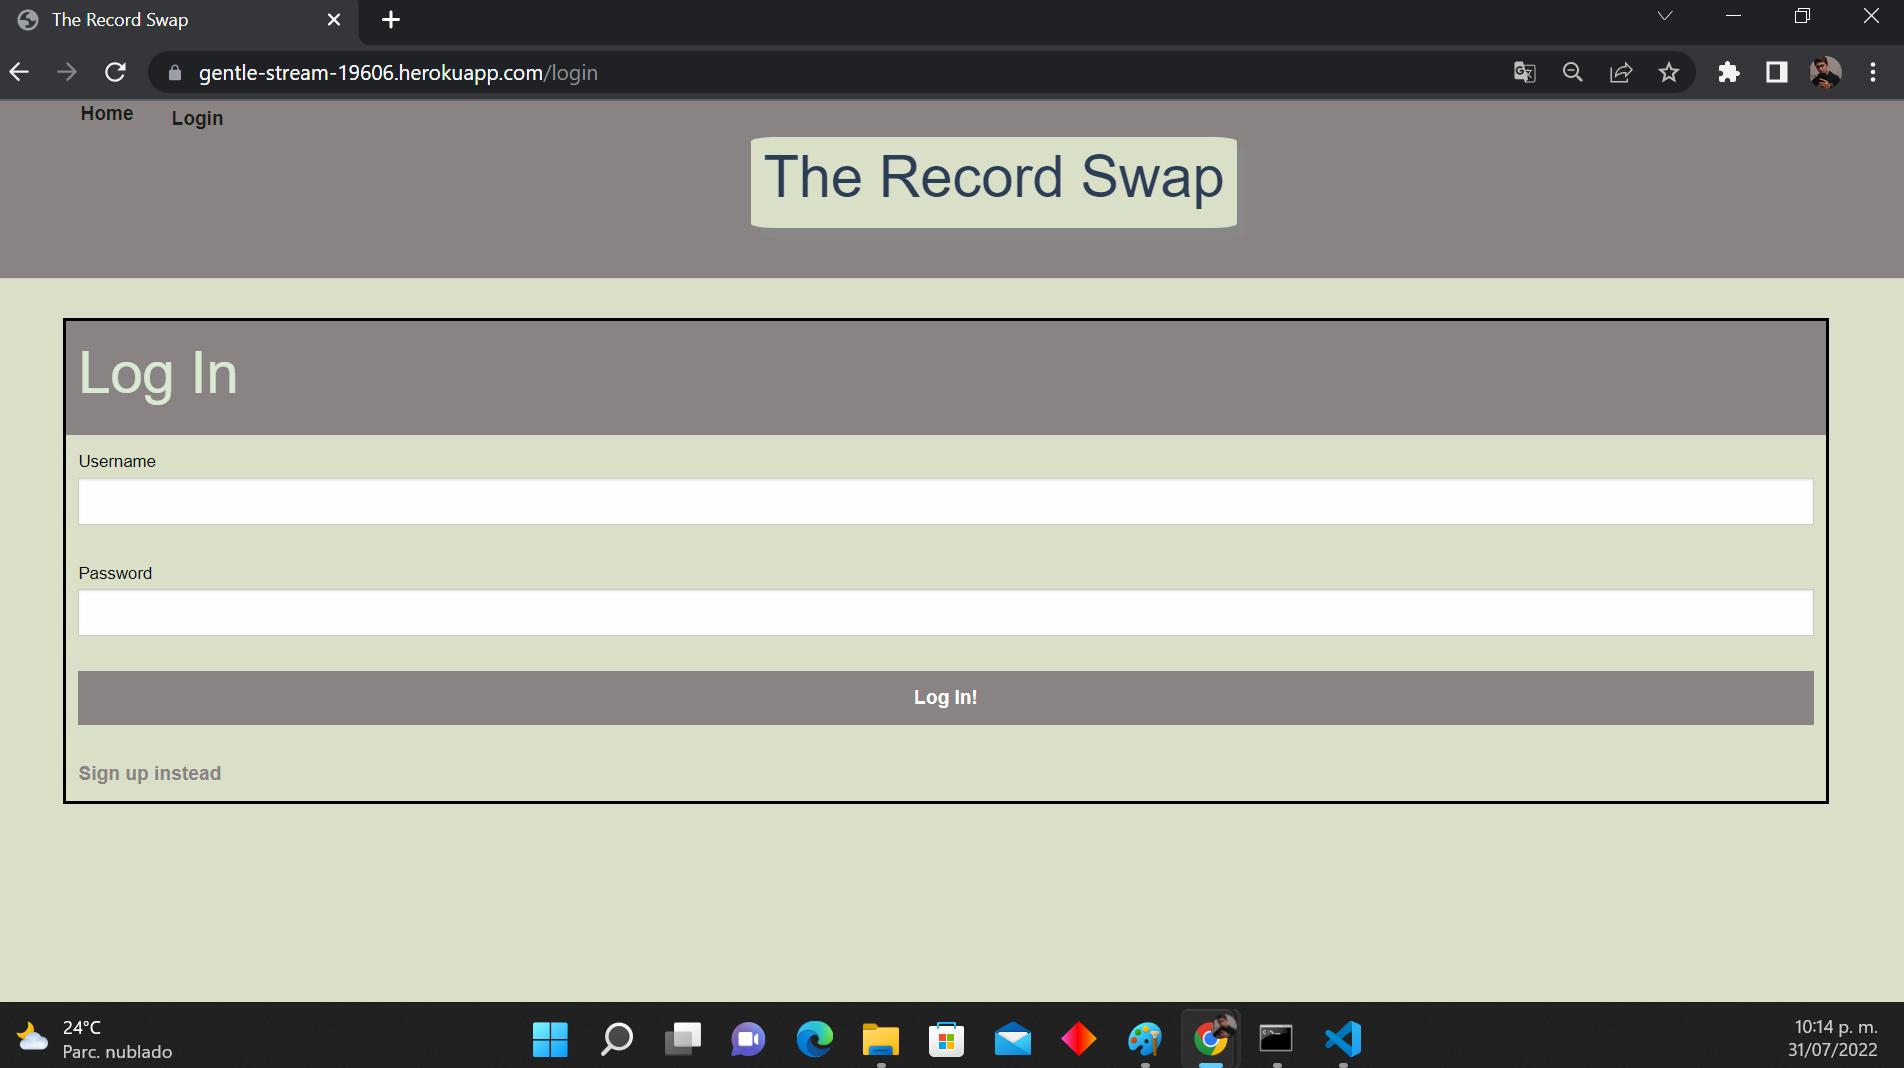 The Record Swap
gentle-stream-19606.herokuapp.com/login
Home
Login
The Record Swap
Log In
Username
Password
Log In!
Sign up instead
24°C
Parc. nublado
10:14 p. m.
31/07/2022